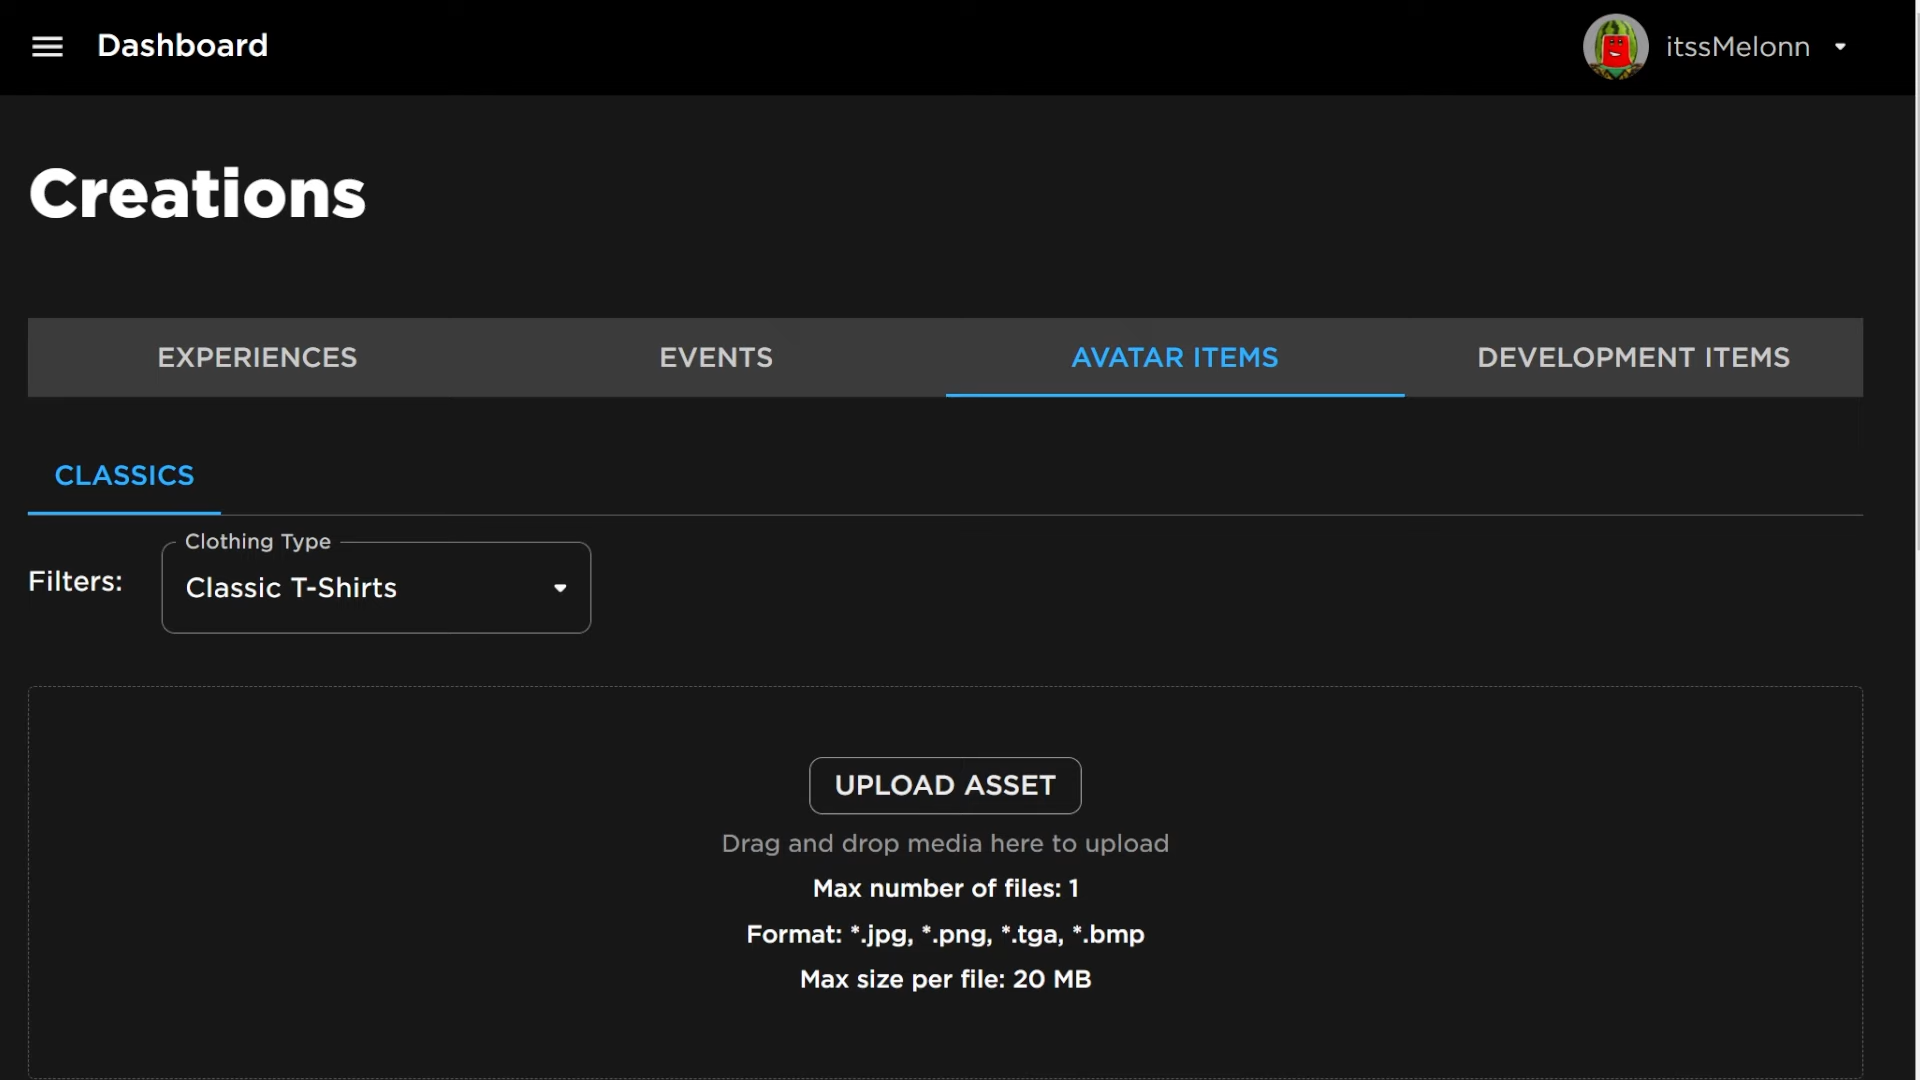 Dashboard
itssMelonn
Creations
EXPERIENCES
EVENTS
AVATAR ITEMS
DEVELOPMENT ITEMS
CLASSICS
Clothing Type
Filters:
Classic T-Shirts
UPLOAD ASSET
Drag and drop media here to upload
Max number of files: 1
Format: *.jpg, *.png, *.tga, *.bmp
Max size per file: 20 MB